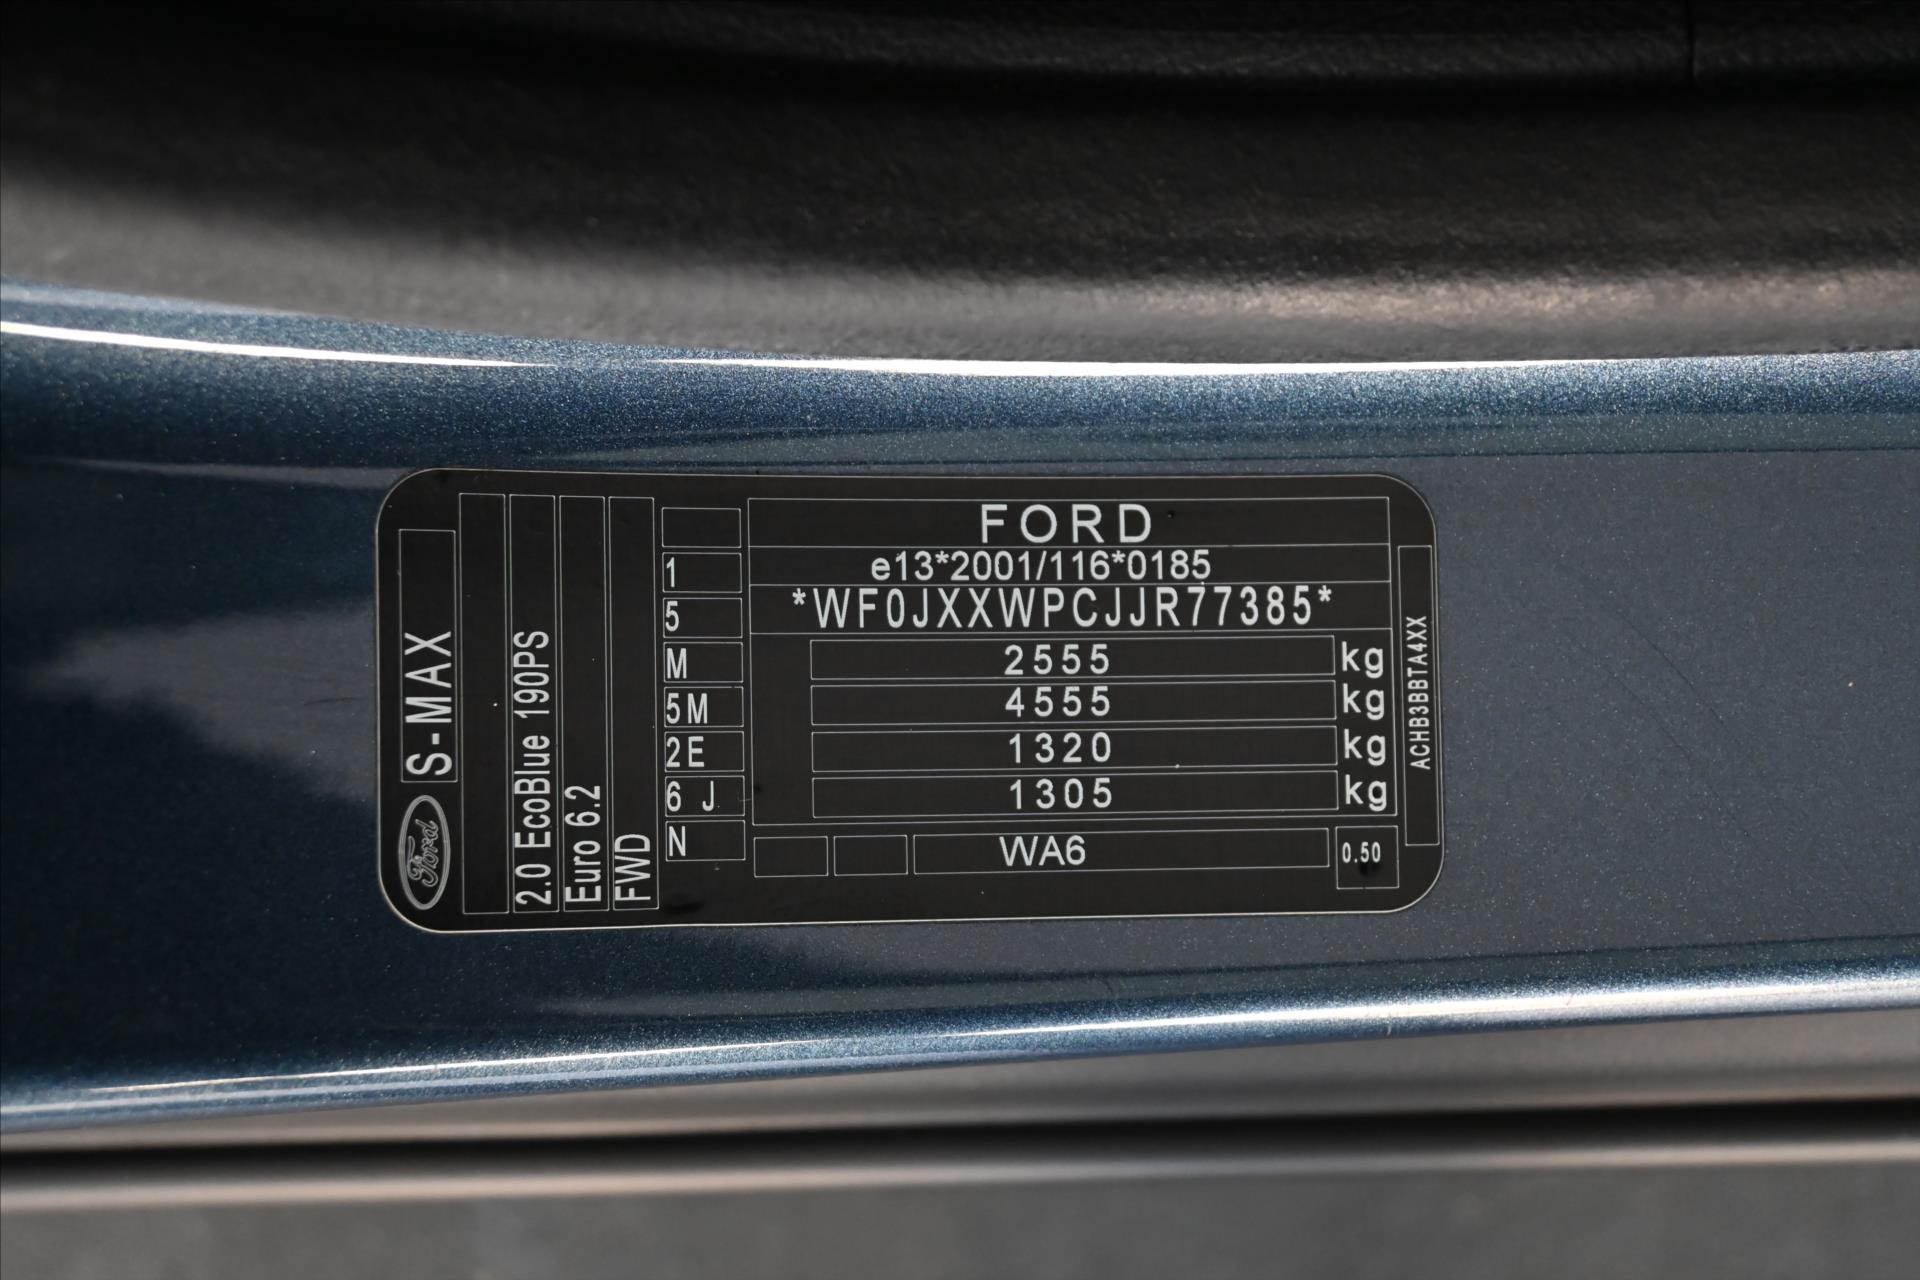 Ford
S-MAX
2.0 EcoBlue 190PS
Euro 6.2
FWD
FORD
1 e13*2001/116*0185
5 *WF0JXXWPCJJR77385*
M 2555 kg
5M 4555 kg
2E 1320 kg
6 J 1305 kg
N WA6 0.50
ACHB3BBTA4XX